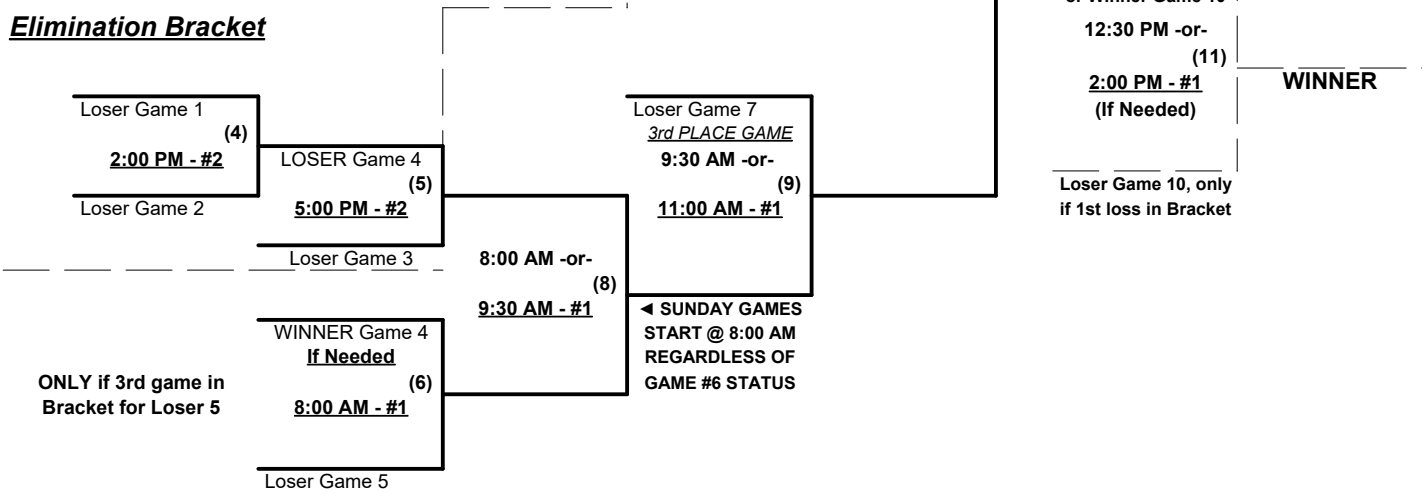 Elimination Bracket
Loser Game 1
(4)
2:00 PM - #2
Loser Game 2
LOSER Game 4
(5)
5:00 PM - #2
Loser Game 3
WINNER Game 4
If Needed
(6)
8:00 AM - #1
Loser Game 5
ONLY if 3rd game in
Bracket for Loser 5
8:00 AM -or-
(8)
9:30 AM - #1
◄ SUNDAY GAMES
START @ 8:00 AM
REGARDLESS OF
GAME #6 STATUS
Loser Game 7
3rd PLACE GAME
9:30 AM -or-
(9)
11:00 AM - #1
12:30 PM -or-
(11)
2:00 PM - #1
(If Needed)
WINNER
Loser Game 10, only
if 1st loss in Bracket